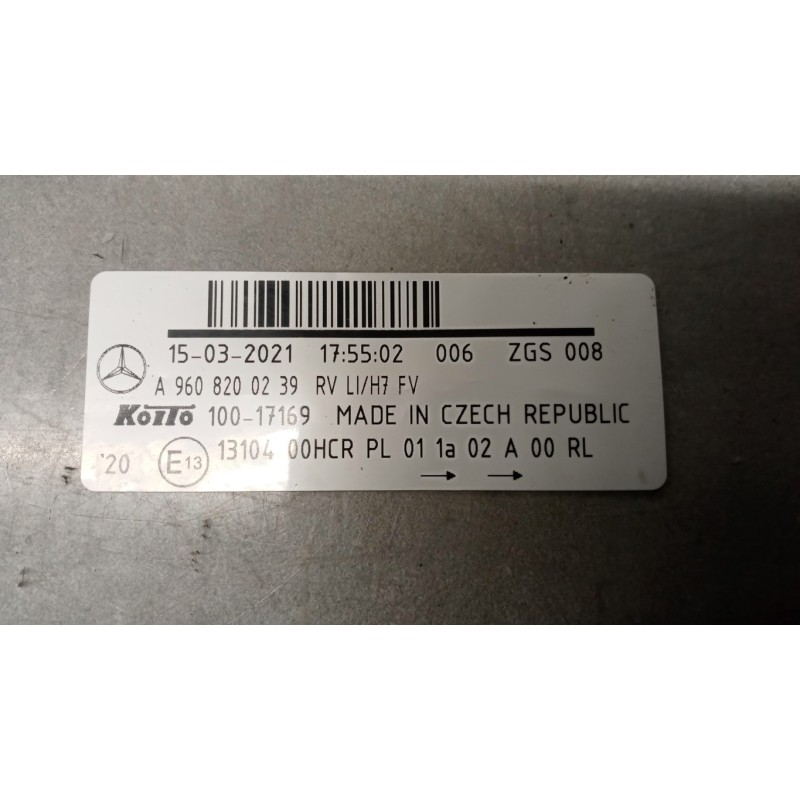 15-03-2021 17:55:02 006 ZGS 008
A 960 820 02 39 RV LI/H7 FV
KOITO 100-17169 MADE IN CZECH REPUBLIC
'20 E13 13104 00HCR PL 01 1a 02 A 00 RL
→ →